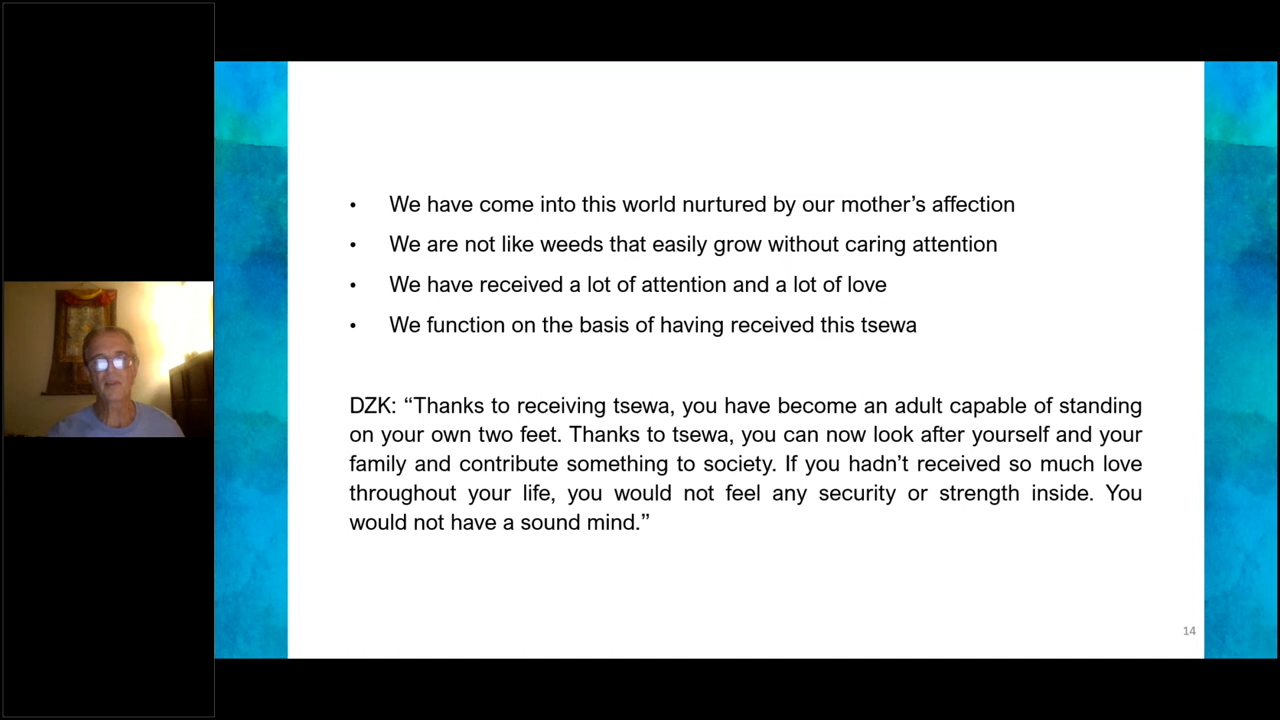 • We have come into this world nurtured by our mother’s affection
• We are not like weeds that easily grow without caring attention
• We have received a lot of attention and a lot of love
• We function on the basis of having received this tsewa
DZK: “Thanks to receiving tsewa, you have become an adult capable of standing
on your own two feet. Thanks to tsewa, you can now look after yourself and your
family and contribute something to society. If you hadn’t received so much love
throughout your life, you would not feel any security or strength inside. You
would not have a sound mind.”
14